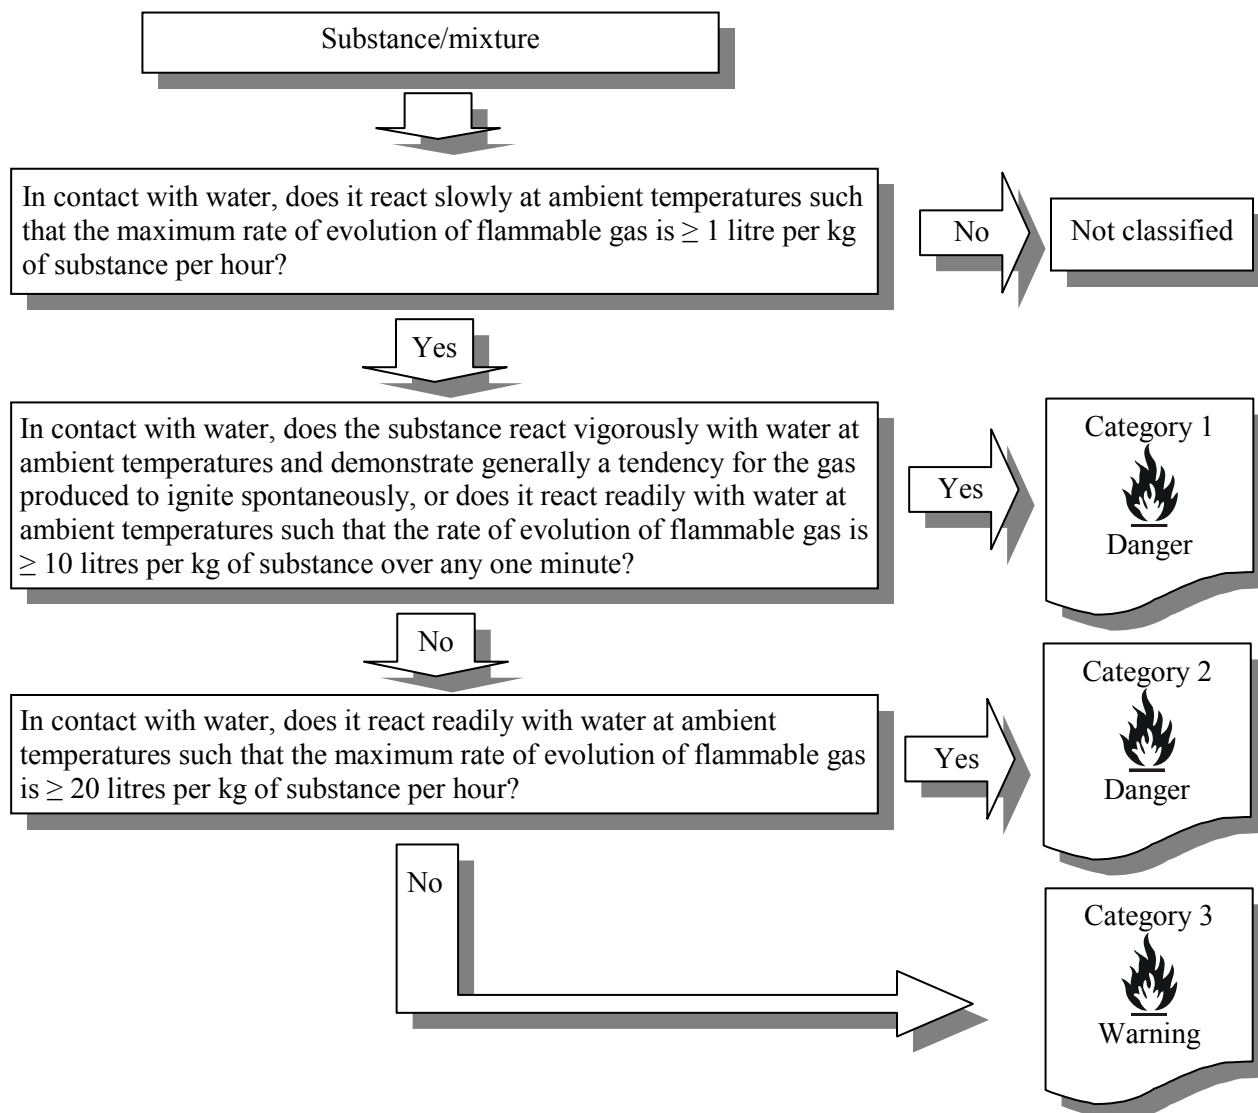 Substance/mixture
In contact with water, does it react slowly at ambient temperatures such
that the maximum rate of evolution of flammable gas is ≥ 1 litre per kg
of substance per hour?
No
Not classified
Yes
In contact with water, does the substance react vigorously with water at
ambient temperatures and demonstrate generally a tendency for the gas
produced to ignite spontaneously, or does it react readily with water at
ambient temperatures such that the rate of evolution of flammable gas is
≥ 10 litres per kg of substance over any one minute?
Yes
Category 1
Danger
No
In contact with water, does it react readily with water at ambient
temperatures such that the maximum rate of evolution of flammable gas
is ≥ 20 litres per kg of substance per hour?
Yes
Category 2
Danger
No
Category 3
Warning